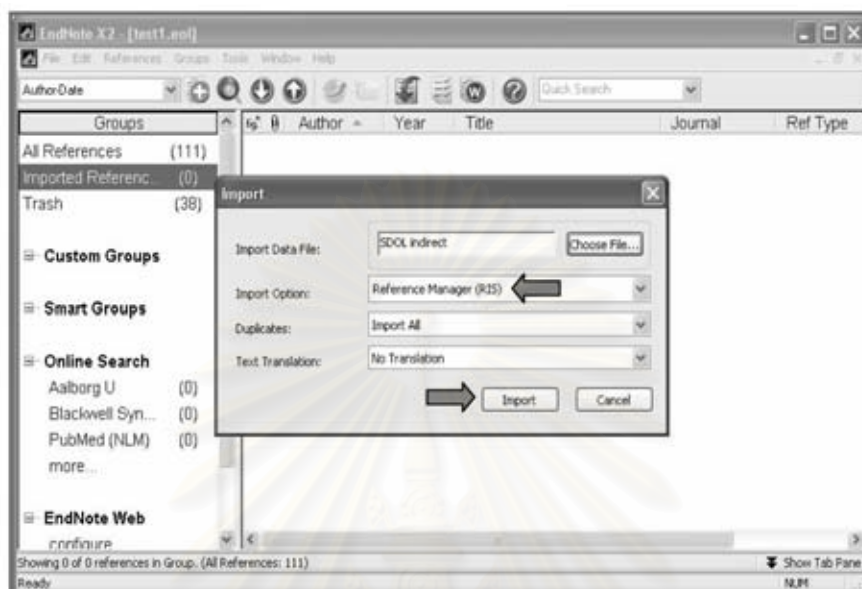 EndNote X2 - [test1.enl]
File Edit References Groups Tools Window Help
Author-Date Quick Search
Groups Author Year Title Journal Ref Type
All References (111)
Imported Referenc... (0)
Trash (38)
Custom Groups
Smart Groups
Online Search
Aalborg U (0)
Blackwell Syn... (0)
PubMed (NLM) (0)
more...
EndNote Web
configure
Import
Import Data File: SDOL indirect Choose File...
Import Option: Reference Manager (RIS)
Duplicates: Import All
Text Translation: No Translation
Import Cancel
Showing 0 of 0 references in Group. (All References: 111) Show Tab Pane
Ready NUM